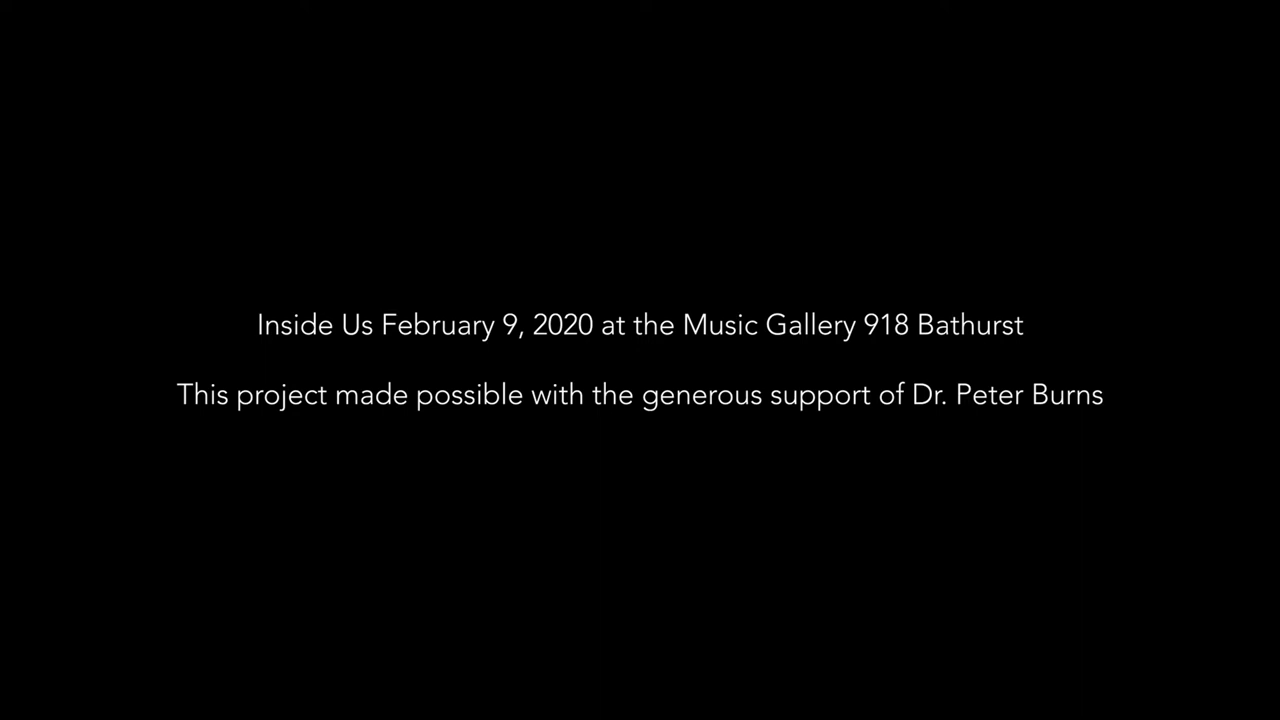 Inside Us February 9, 2020 at the Music Gallery 918 Bathurst
This project made possible with the generous support of Dr. Peter Burns